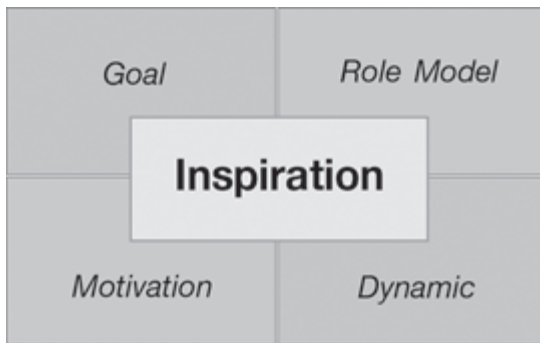 Goal
Role Model
Inspiration
Motivation
Dynamic